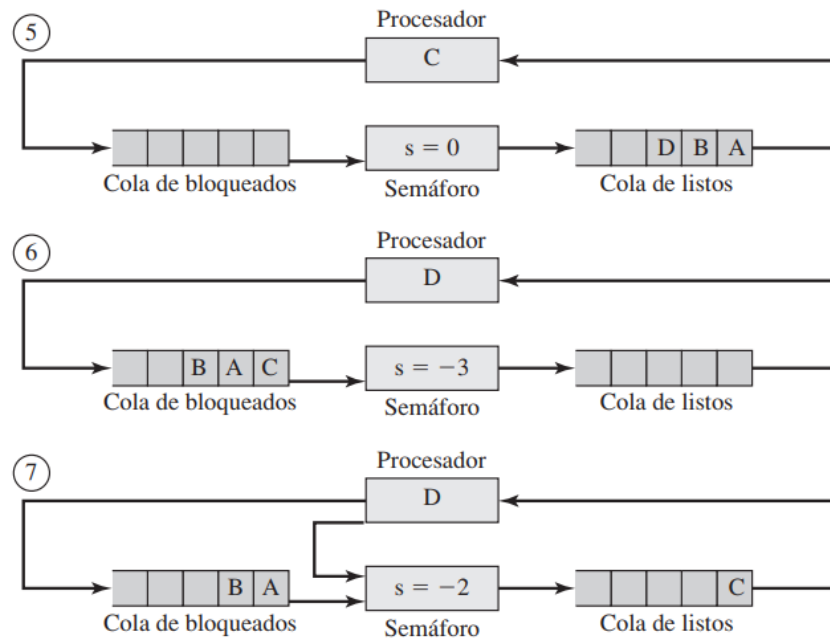 5
Procesador
C
s = 0
D B A
Cola de bloqueados
Semáforo
Cola de listos
6
Procesador
D
B A C
s = −3
Cola de bloqueados
Semáforo
Cola de listos
7
Procesador
D
B A
s = −2
C
Cola de bloqueados
Semáforo
Cola de listos